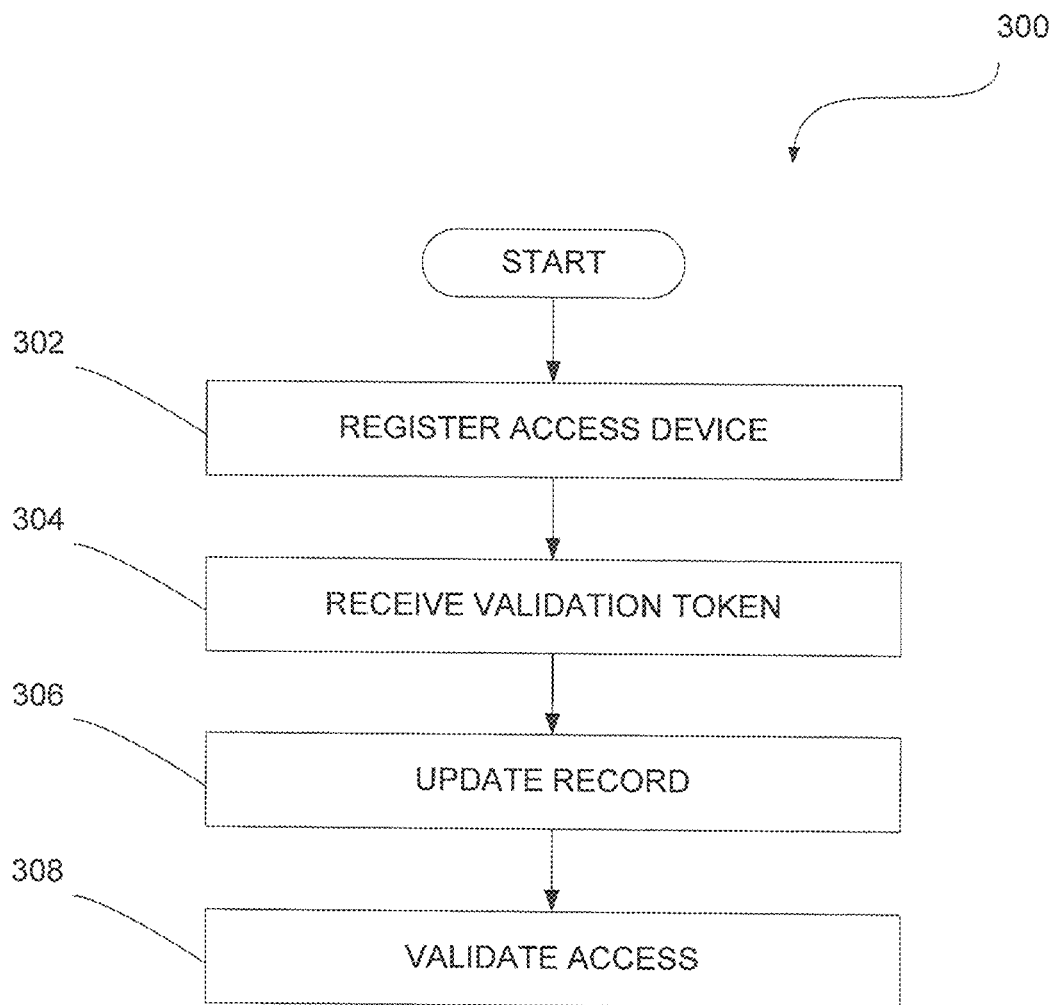 300
START
302
REGISTER ACCESS DEVICE
304
RECEIVE VALIDATION TOKEN
306
UPDATE RECORD
308
VALIDATE ACCESS